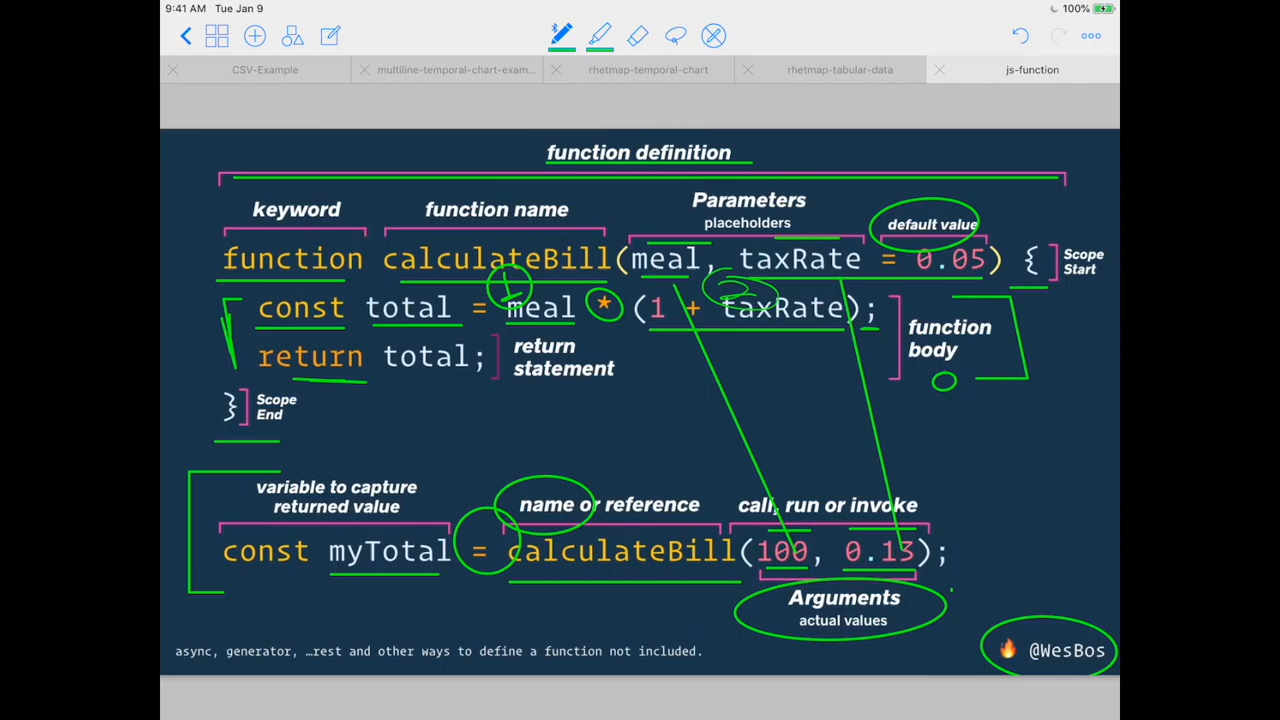 9:41 AM Tue Jan 9
100%
CSV-Example
multiline-temporal-chart-exam...
rhetmap-temporal-chart
rhetmap-tabular-data
js-function
function definition
keyword
function name
Parameters
placeholders
default value
function calculateBill(meal, taxRate = 0.05) {
Scope
Start
1
2
const total = meal * (1 + taxRate);
return total;
return
statement
function
body
}
Scope
End
variable to capture
returned value
name or reference
call, run or invoke
const myTotal = calculateBill(100, 0.13);
Arguments
actual values
async, generator, …rest and other ways to define a function not included.
🔥 @WesBos